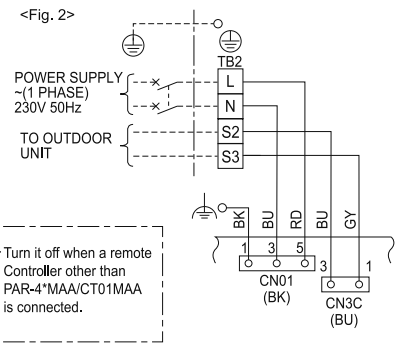 <Fig. 2>
TB2
POWER SUPPLY
~(1 PHASE)
230V 50Hz
L
N
TO OUTDOOR
UNIT
S2
S3
BK
BU
RD
BU
GY
1
3
5
3
1
CN01
(BK)
CN3C
(BU)
Turn it off when a remote
Controller other than
PAR-4*MAA/CT01MAA
is connected.